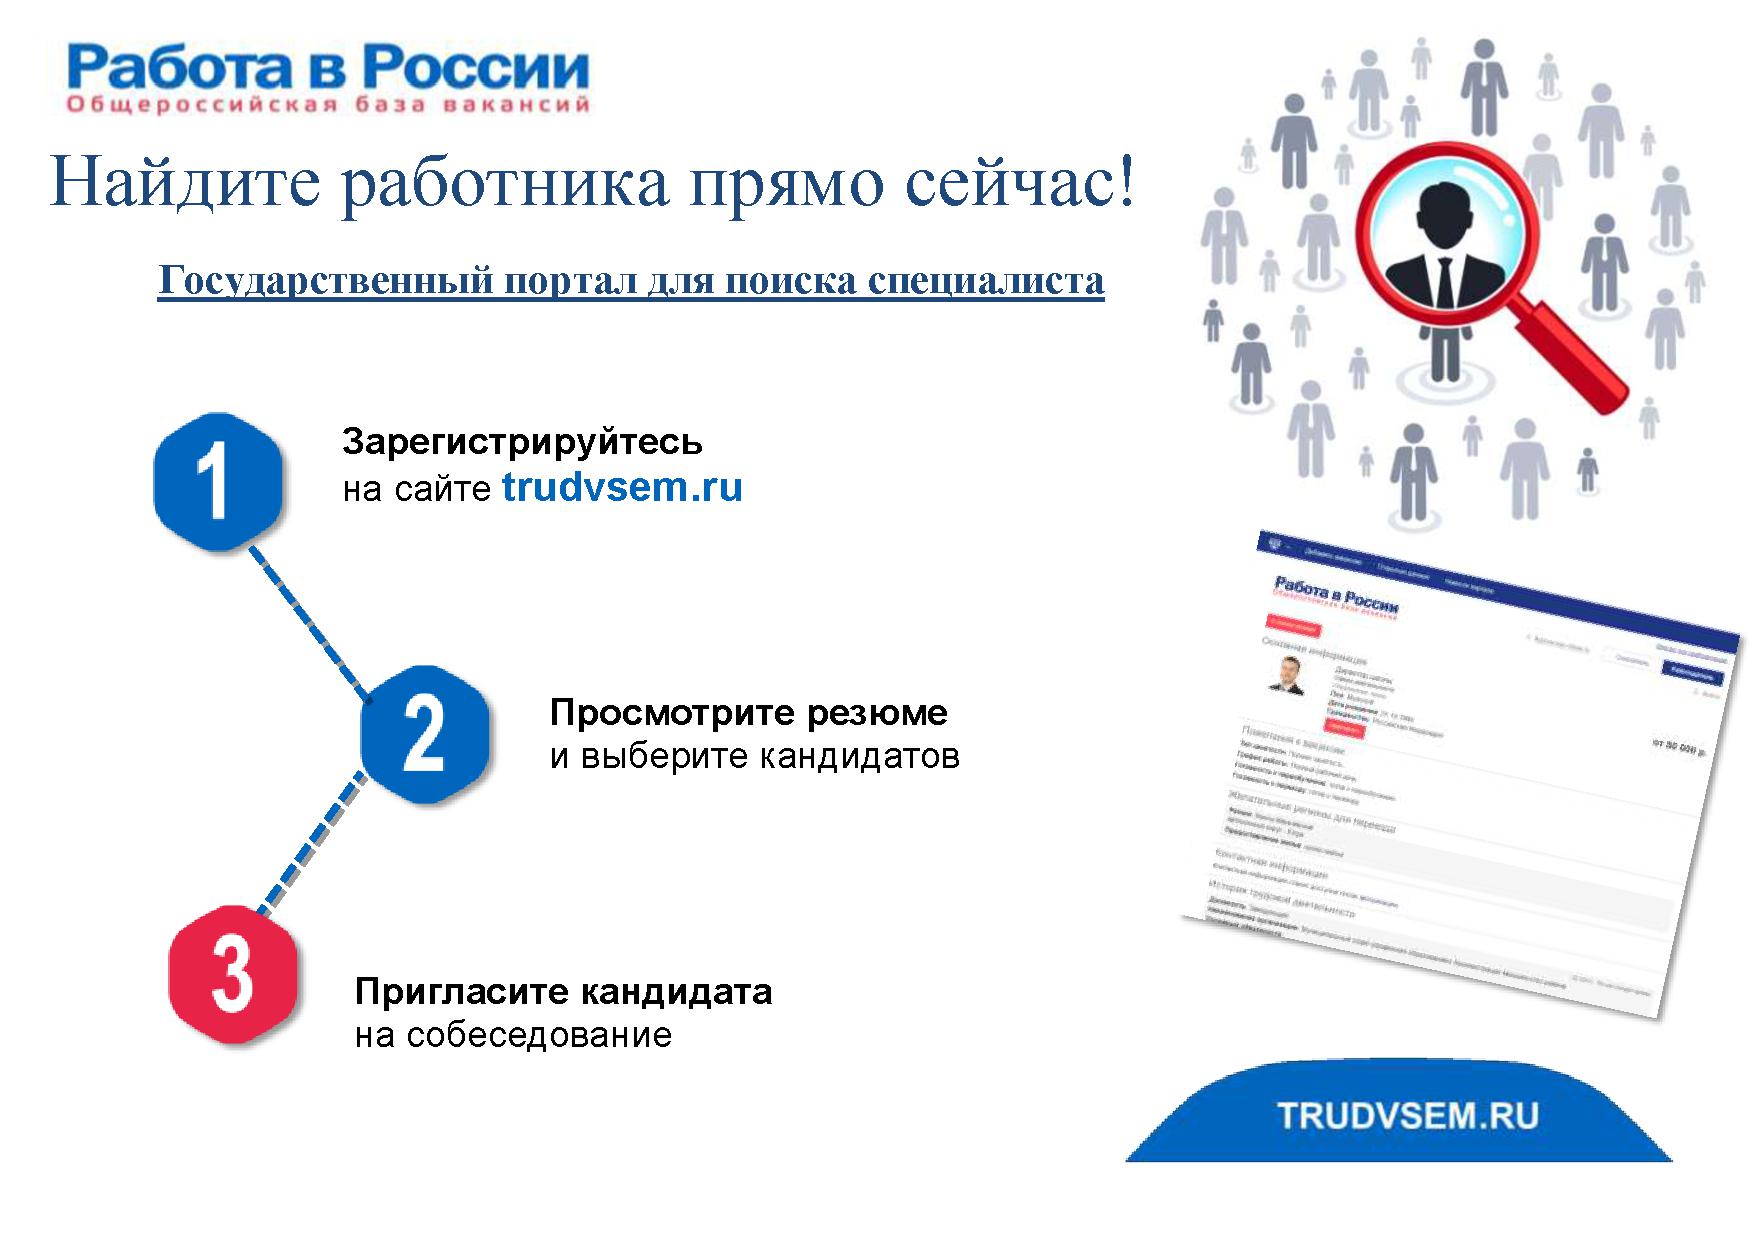 Работа в России
Общероссийская база вакансий
Найдите работника прямо сейчас!
Государственный портал для поиска специалиста
1
Зарегистрируйтесь
на сайте trudvsem.ru
2
Просмотрите резюме
и выберите кандидатов
3
Пригласите кандидата
на собеседование
Работа в России
Общероссийская база вакансий
Основная информация
от 50 000 р.
Пожелания к вакансии
Желательные регионы для переезда
Контактная информация
История трудовой деятельности
TRUDVSEM.RU